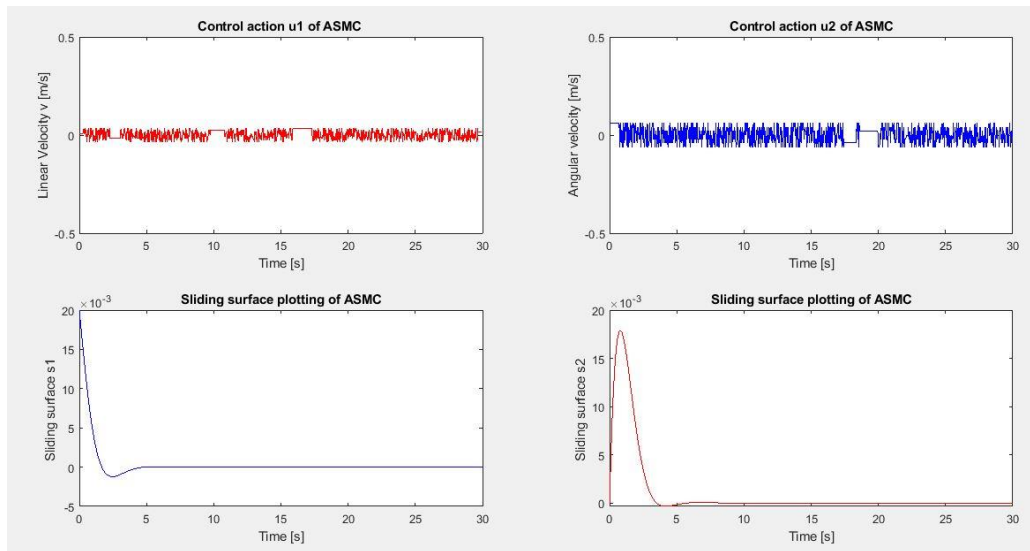 Control action u1 of ASMC
0.5
0
-0.5
Linear Velocity v [m/s]
0 5 10 15 20 25 30
Time [s]
Control action u2 of ASMC
0.5
0
-0.5
Angular velocity [m/s]
0 5 10 15 20 25 30
Time [s]
Sliding surface plotting of ASMC
×10-3
20
15
10
5
0
-5
Sliding surface s1
0 5 10 15 20 25 30
Time [s]
Sliding surface plotting of ASMC
×10-3
20
15
10
5
0
Sliding surface s2
0 5 10 15 20 25 30
Time [s]